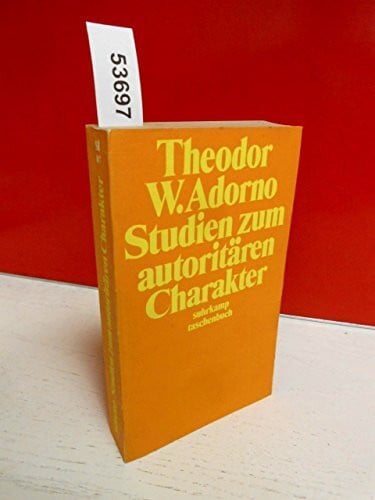 53697
Theodor
W.Adorno
Studien zum
autoritären
Charakter
suhrkamp
taschenbuch